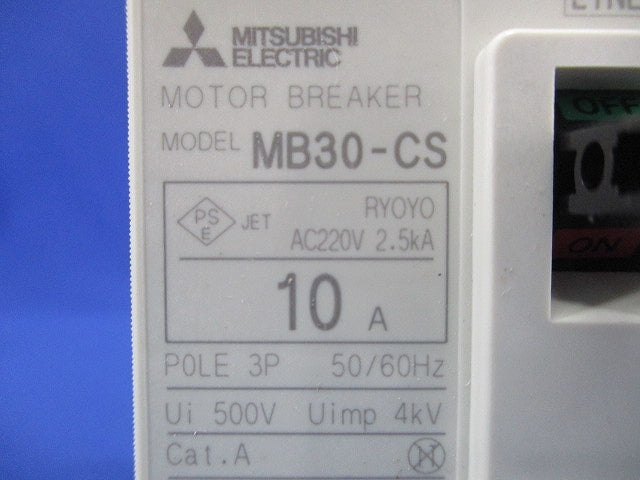 MITSUBISHI
ELECTRIC
MOTOR BREAKER
MODEL MB30-CS
PS
E
JET
RYOYO
AC220V 2.5kA
10 A
POLE 3P 50/60Hz
Ui 500V Uimp 4kV
Cat.A
N
OFF
ON